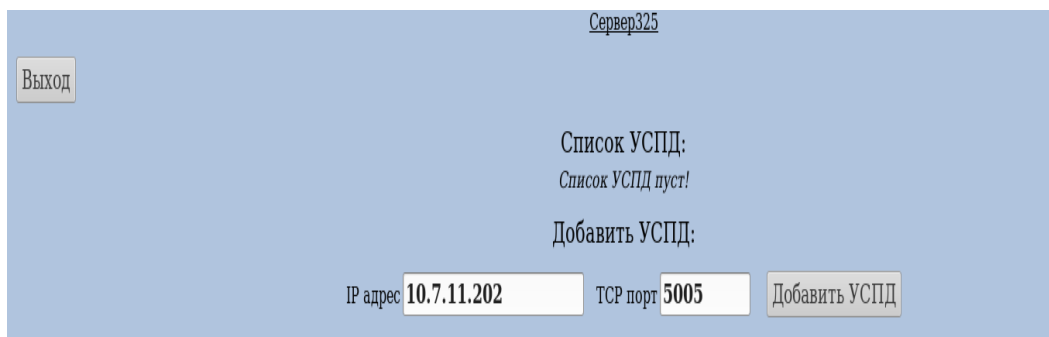 Сервер325
Выход
Список УСПД:
Список УСПД пуст!
Добавить УСПД:
IP адрес 10.7.11.202 TCP порт 5005 Добавить УСПД